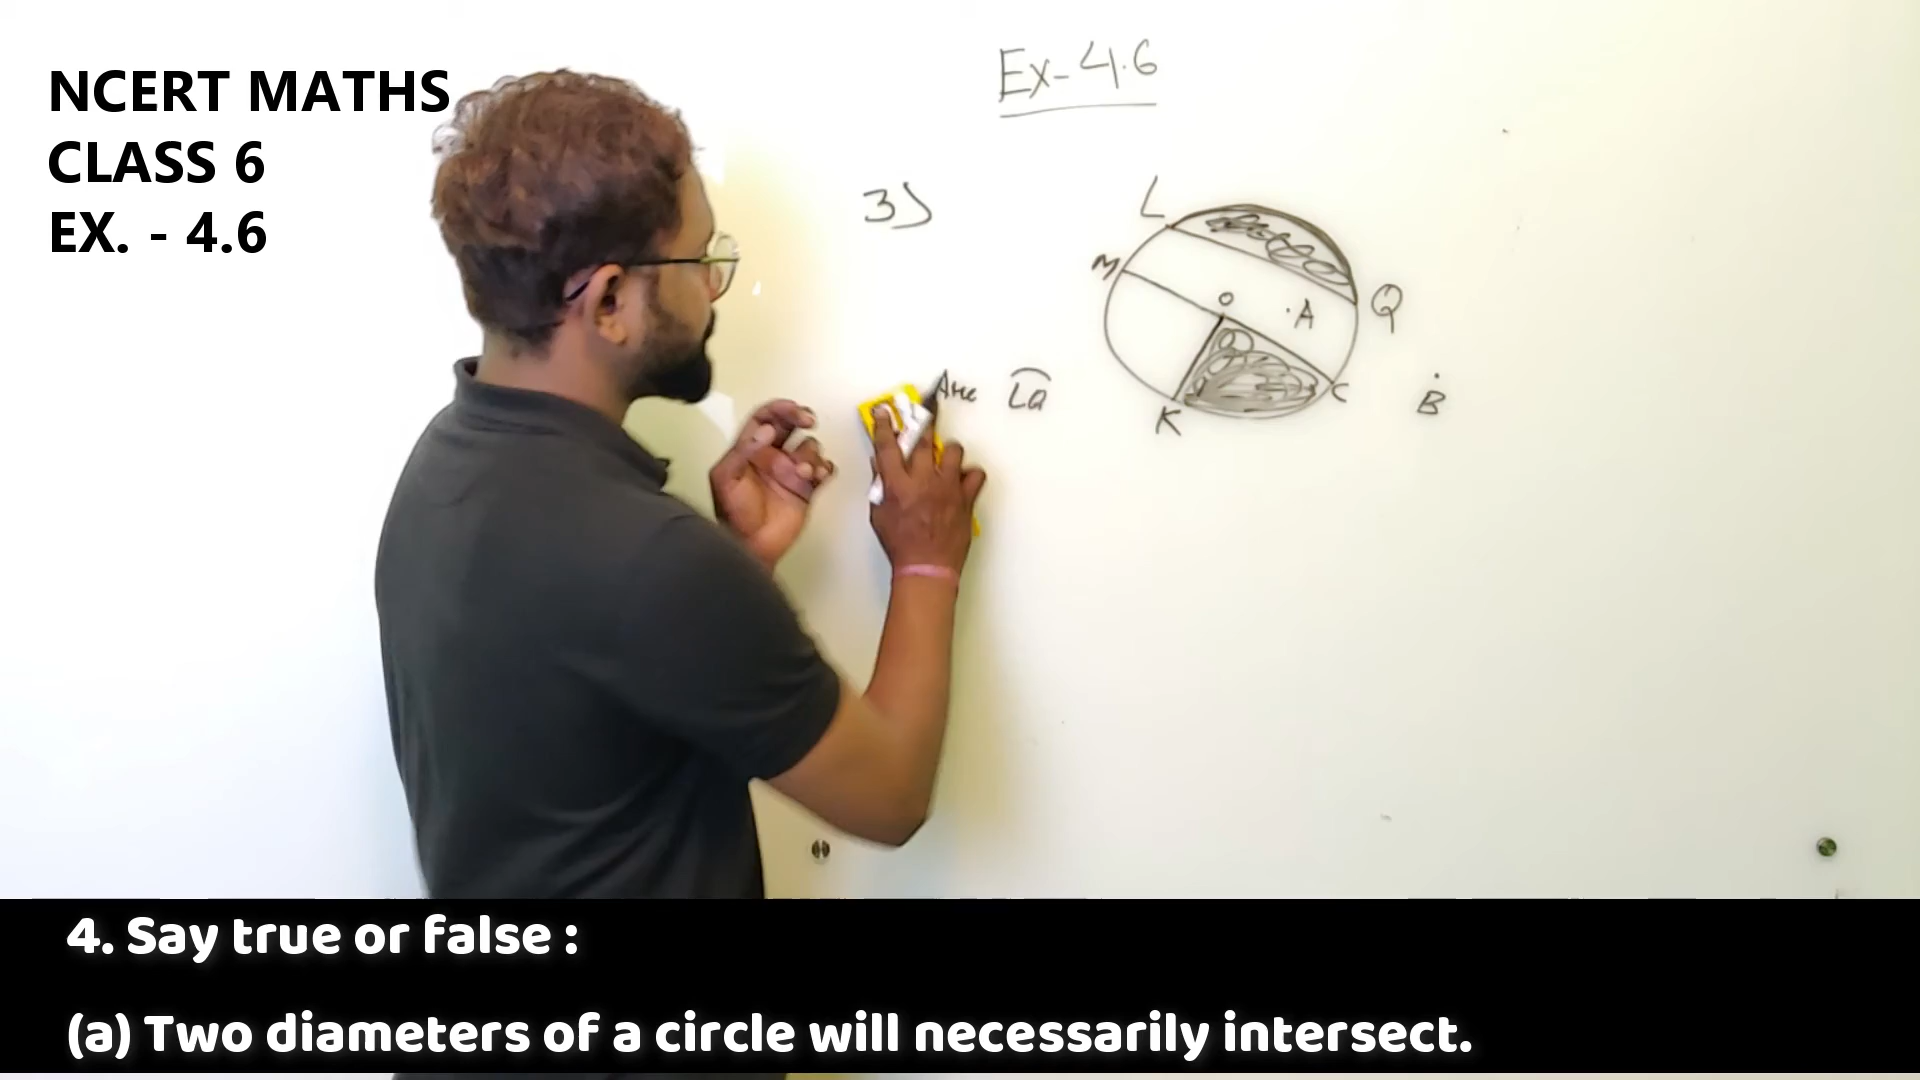 NCERT MATHS
CLASS 6
EX. - 4.6
Ex-4.6
3)
L
M
O
A
Q
Arc LQ
K
C
B
4. Say true or false :
(a) Two diameters of a circle will necessarily intersect.